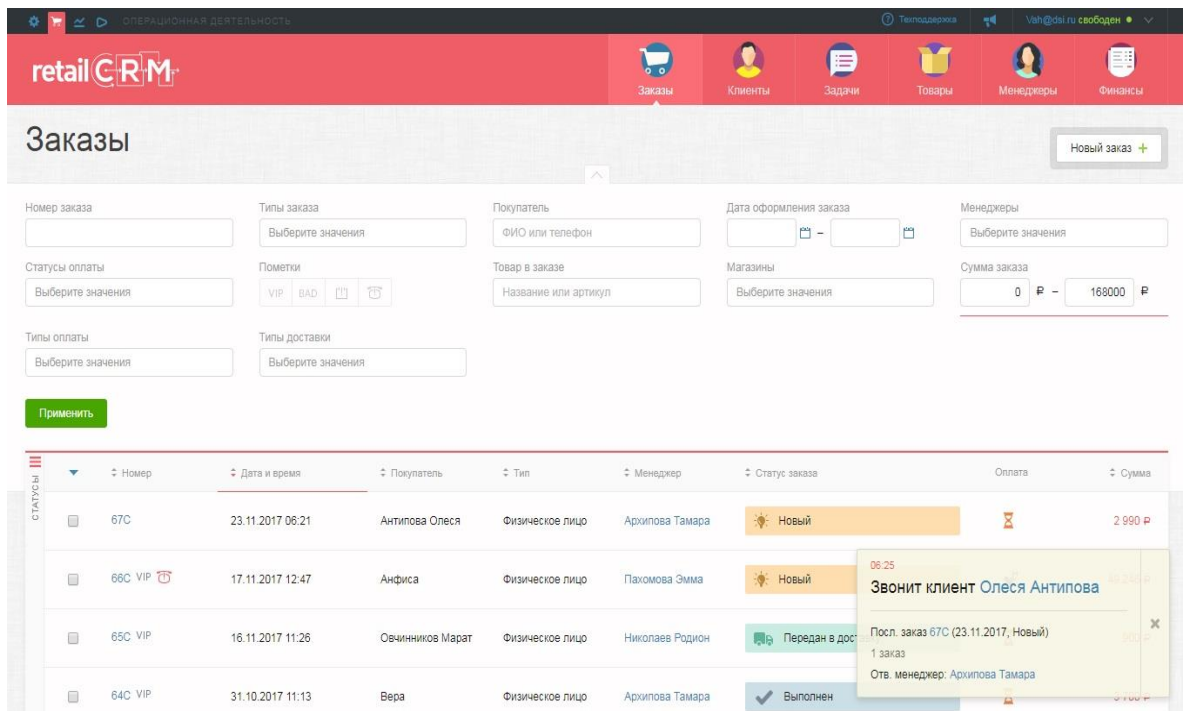 ОПЕРАЦИОННАЯ ДЕЯТЕЛЬНОСТЬ Техподдержка Vah@dsi.ru свободен
retailCRM
Заказы Клиенты Задачи Товары Менеджеры Финансы
Заказы
Новый заказ +
Номер заказа Типы заказа Покупатель Дата оформления заказа Менеджеры
Выберите значения ФИО или телефон – Выберите значения
Статусы оплаты Пометки Товар в заказе Магазины Сумма заказа
Выберите значения VIP BAD Название или артикул Выберите значения 0 ₽ – 168000 ₽
Типы оплаты Типы доставки
Выберите значения Выберите значения
Применить
СТАТУСЫ
Номер Дата и время Покупатель Тип Менеджер Статус заказа Оплата Сумма
67C 23.11.2017 06:21 Антипова Олеся Физическое лицо Архипова Тамара Новый 2 990 ₽
66C VIP 17.11.2017 12:47 Анфиса Физическое лицо Пахомова Эмма Новый
65C VIP 16.11.2017 11:26 Овчинников Марат Физическое лицо Николаев Родион Передан в
64C VIP 31.10.2017 11:13 Вера Физическое лицо Архипова Тамара Выполнен
06:25
Звонит клиент Олеся Антипова
Посл. заказ 67C (23.11.2017, Новый)
1 заказ
Отв. менеджер: Архипова Тамара